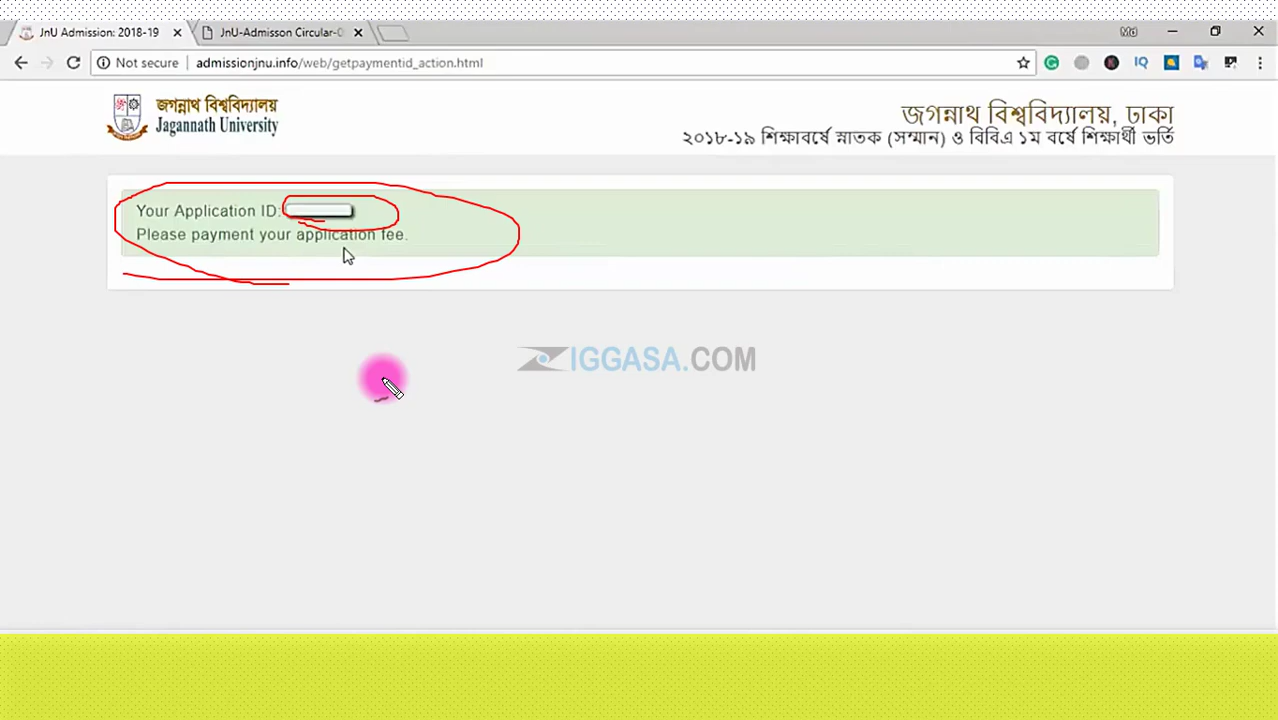 JnU Admission: 2018-19
JnU-Admisson Circular-
Not secure
admissionjnu.info/web/getpaymentid_action.html
IQ
জগন্নাথ বিশ্ববিদ্যালয়
Jagannath University
জগন্নাথ বিশ্ববিদ্যালয়, ঢাকা
২০১৮-১৯ শিক্ষাবর্ষে স্নাতক (সম্মান) ও বিবিএ ১ম বর্ষে শিক্ষার্থী ভর্তি
Your Application ID:
Please payment your application fee.
ZIGGASA.COM